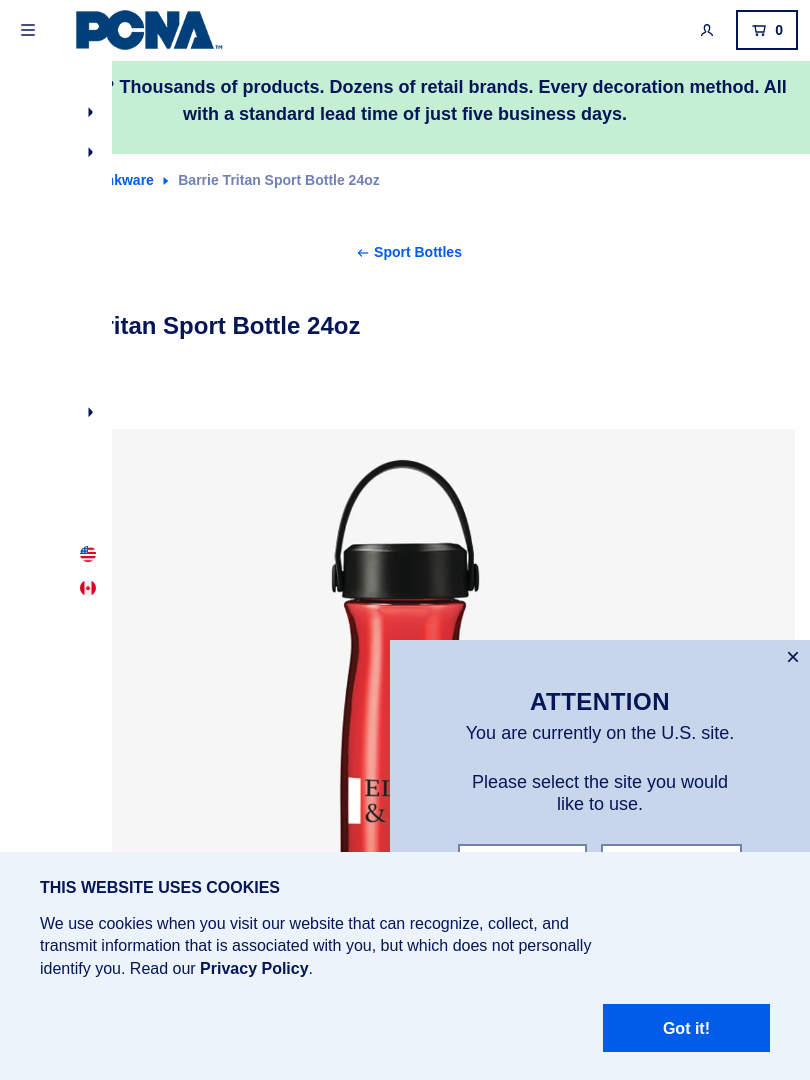 PCNA
0
? Thousands of products. Dozens of retail brands. Every decoration method. All
with a standard lead time of just five business days.
Barrie Tritan Sport Bottle 24oz
← Sport Bottles
Sport Bottle 24oz
ATTENTION
You are currently on the U.S. site.
Please select the site you would
like to use.
&
THIS WEBSITE USES COOKIES
We use cookies when you visit our website that can recognize, collect, and
transmit information that is associated with you, but which does not personally
identify you. Read our Privacy Policy.
Got it!